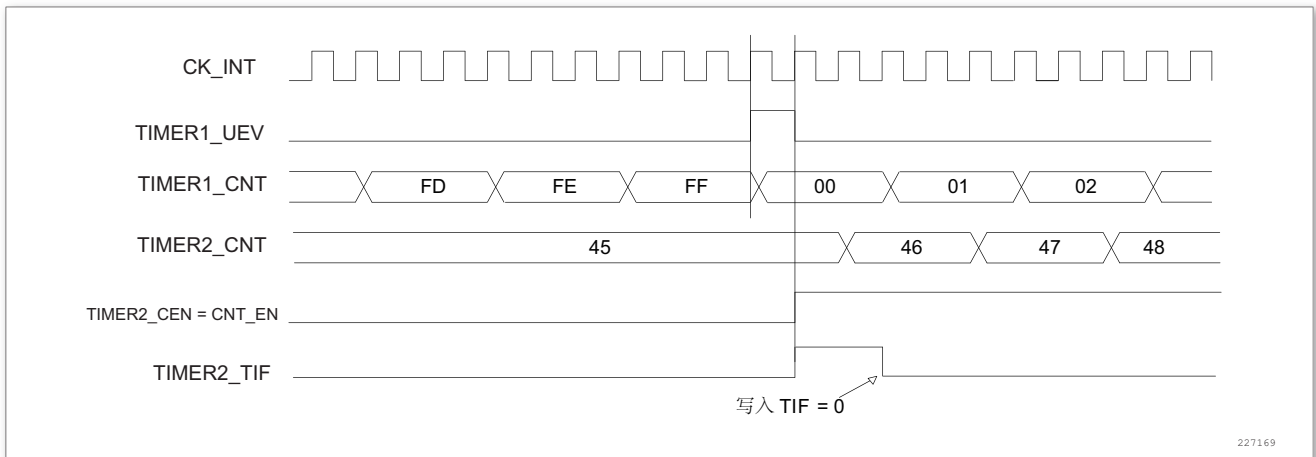 CK_INT
TIMER1_UEV
TIMER1_CNT FD FE FF 00 01 02
TIMER2_CNT 45 46 47 48
TIMER2_CEN = CNT_EN
TIMER2_TIF
写入 TIF = 0
227169